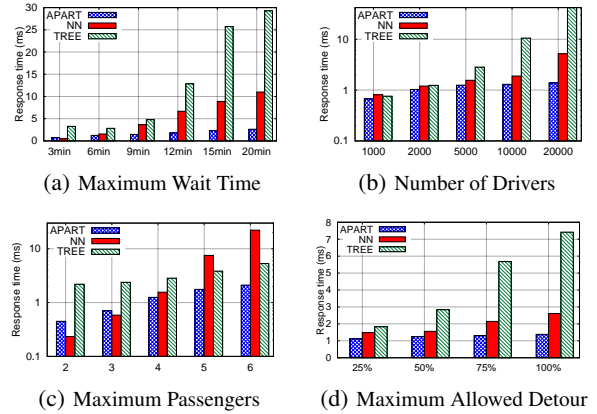 APART
NN
TREE
Response time (ms)
30
25
20
15
10
5
0
3min 6min 9min 12min 15min 20min
(a) Maximum Wait Time
APART
NN
TREE
Response time (ms)
10
1
0.1
1000 2000 5000 10000 20000
(b) Number of Drivers
APART
NN
TREE
Response time (ms)
10
1
0.1
2 3 4 5 6
(c) Maximum Passengers
APART
NN
TREE
Response time (ms)
8
7
6
5
4
3
2
1
0
25% 50% 75% 100%
(d) Maximum Allowed Detour